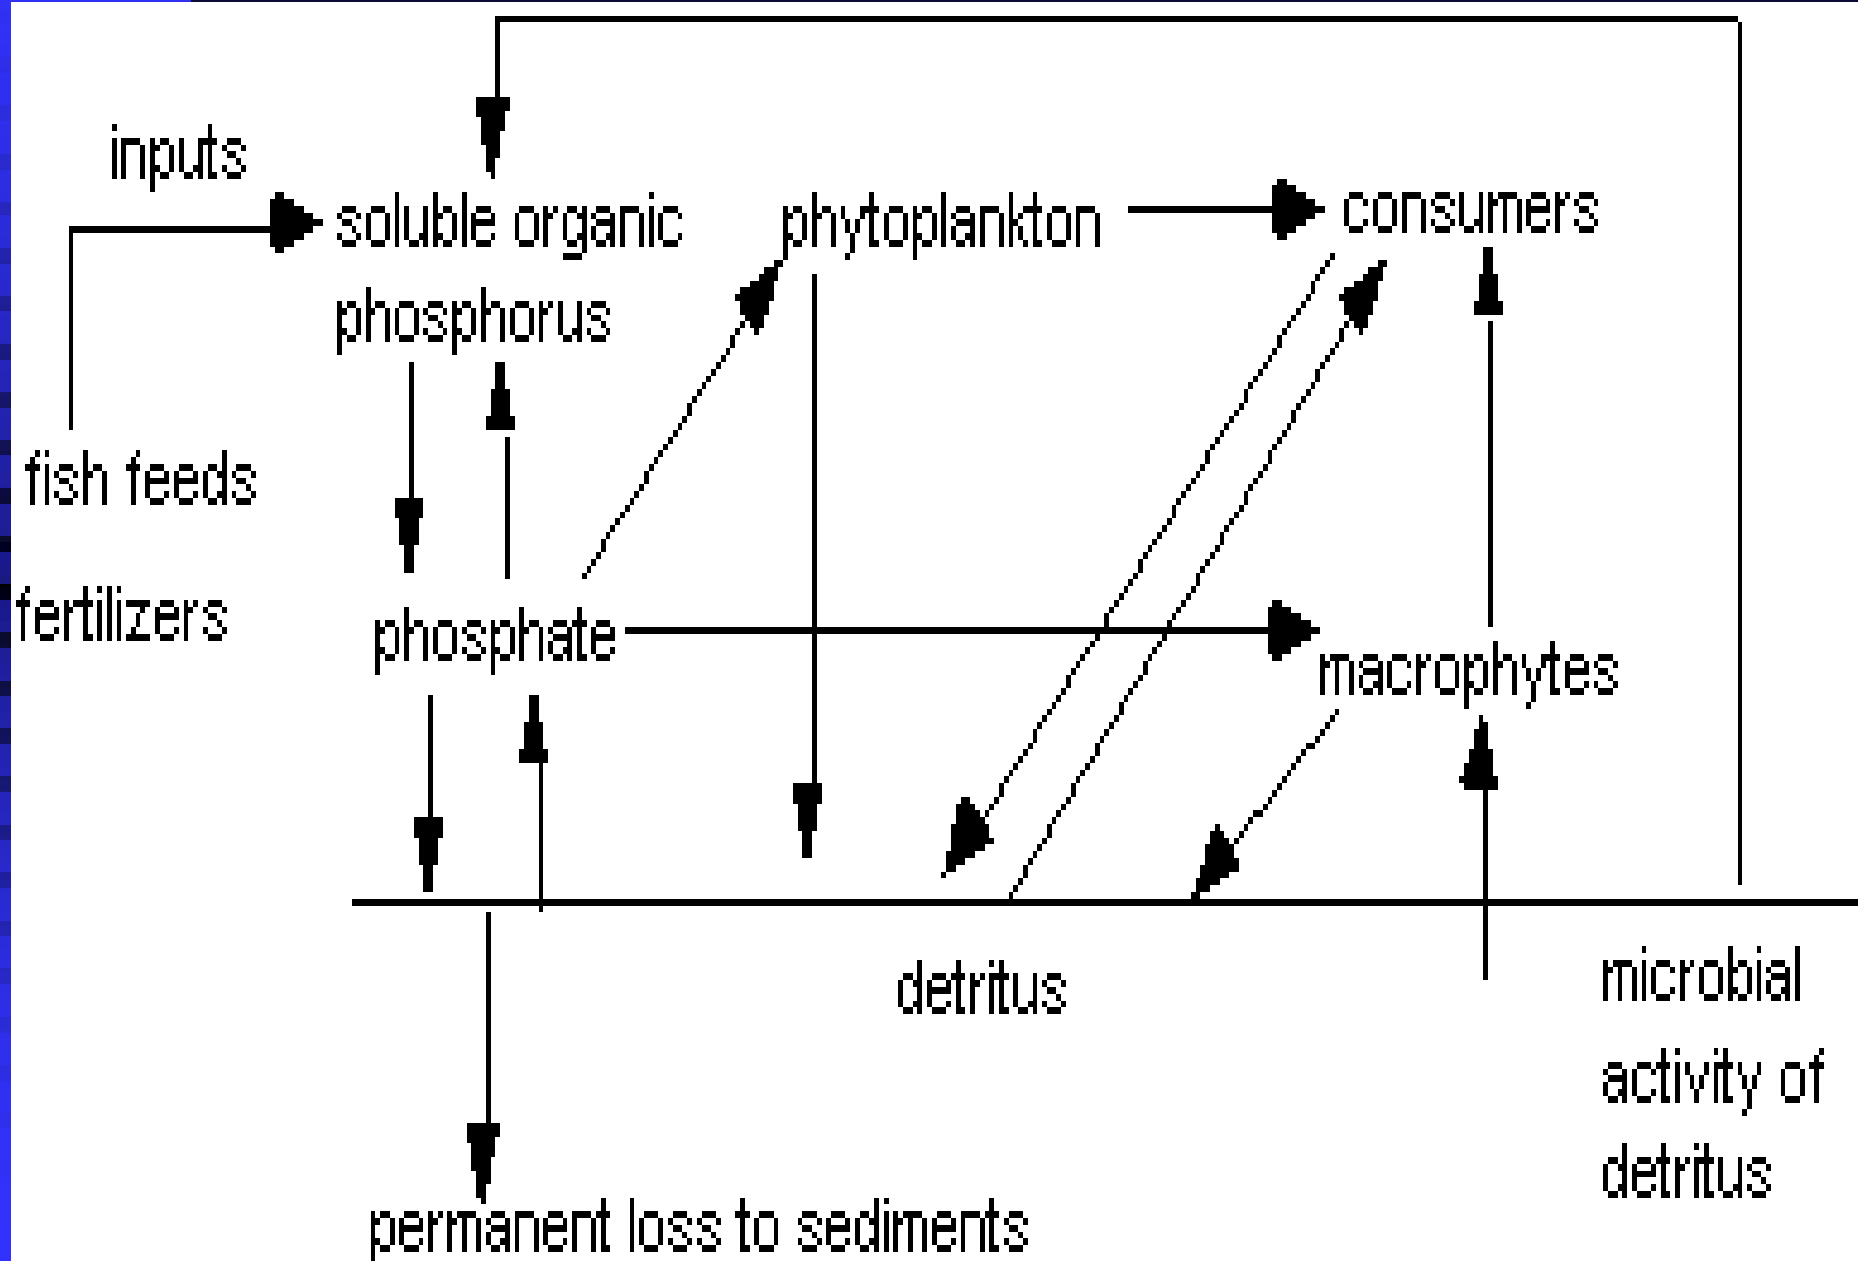 inputs
soluble organic
phosphorus
phytoplankton
consumers
fish feeds
fertilizers
phosphate
macrophytes
detritus
microbial
activity of
detritus
permanent loss to sediments